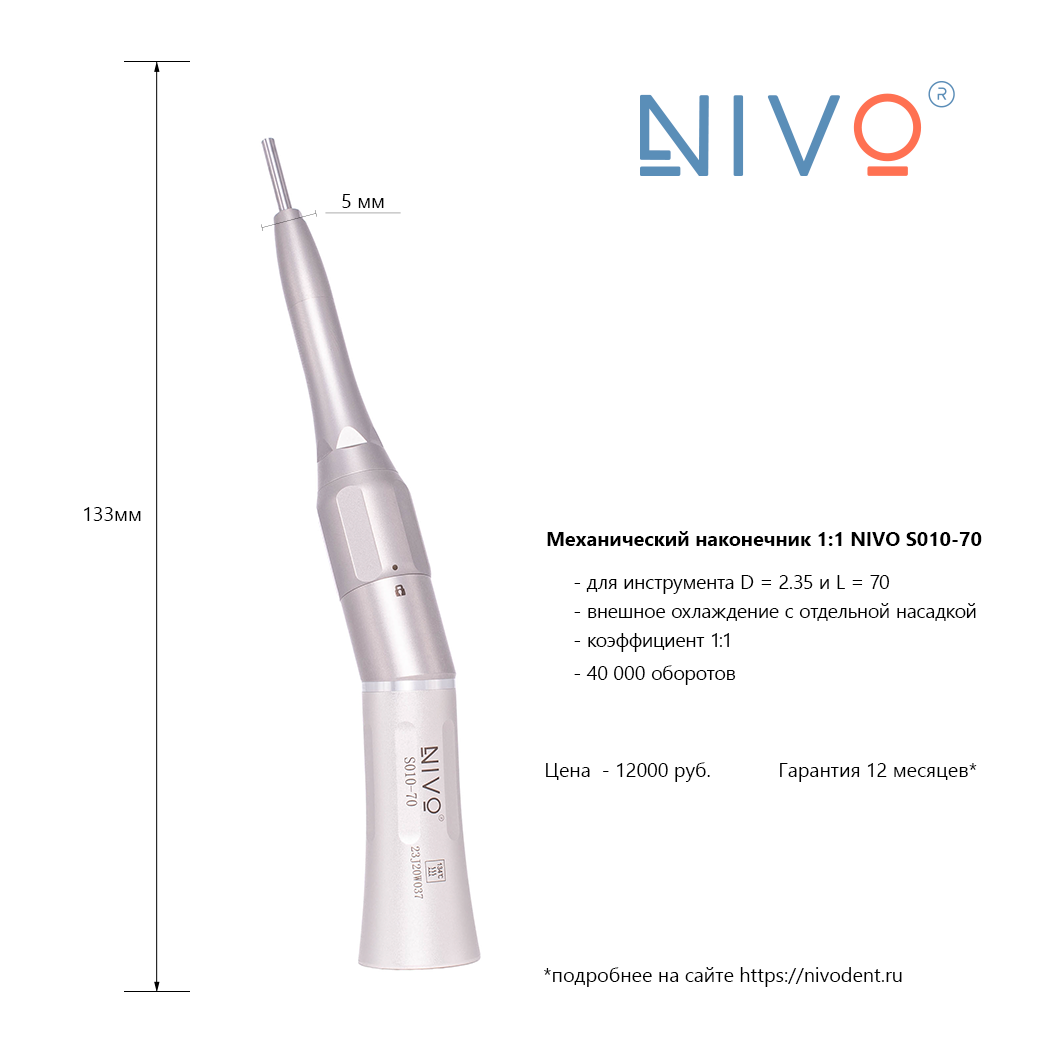 NIVO®
5 мм
133мм
Механический наконечник 1:1 NIVO S010-70
- для инструмента D = 2.35 и L = 70
- внешное охлаждение с отдельной насадкой
- коэффициент 1:1
- 40 000 оборотов
NIVO®
S010-70
Цена - 12000 руб. Гарантия 12 месяцев*
134°C
23J20W037
*подробнее на сайте https://nivodent.ru